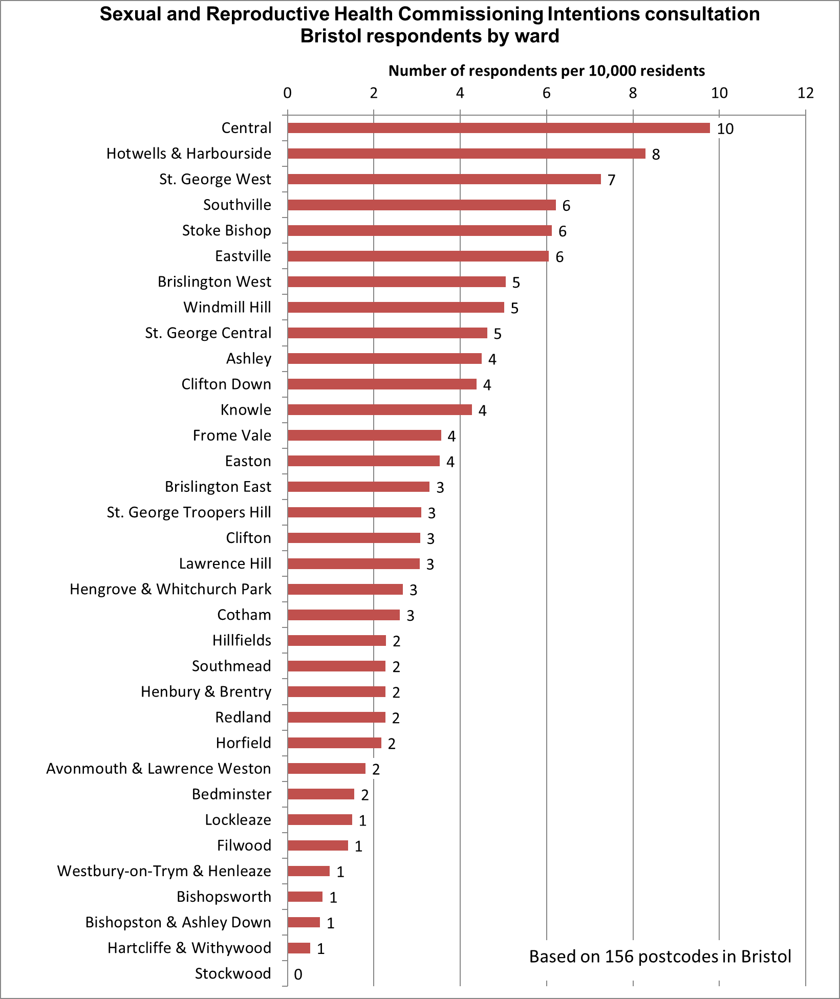 Sexual and Reproductive Health Commissioning Intentions consultation
Bristol respondents by ward
Number of respondents per 10,000 residents
0 2 4 6 8 10 12
Central 10
Hotwells & Harbourside 8
St. George West 7
Southville 6
Stoke Bishop 6
Eastville 6
Brislington West 5
Windmill Hill 5
St. George Central 5
Ashley 4
Clifton Down 4
Knowle 4
Frome Vale 4
Easton 4
Brislington East 3
St. George Troopers Hill 3
Clifton 3
Lawrence Hill 3
Hengrove & Whitchurch Park 3
Cotham 3
Hillfields 2
Southmead 2
Henbury & Brentry 2
Redland 2
Horfield 2
Avonmouth & Lawrence Weston 2
Bedminster 2
Lockleaze 1
Filwood 1
Westbury-on-Trym & Henleaze 1
Bishopsworth 1
Bishopston & Ashley Down 1
Hartcliffe & Withywood 1
Based on 156 postcodes in Bristol
Stockwood 0